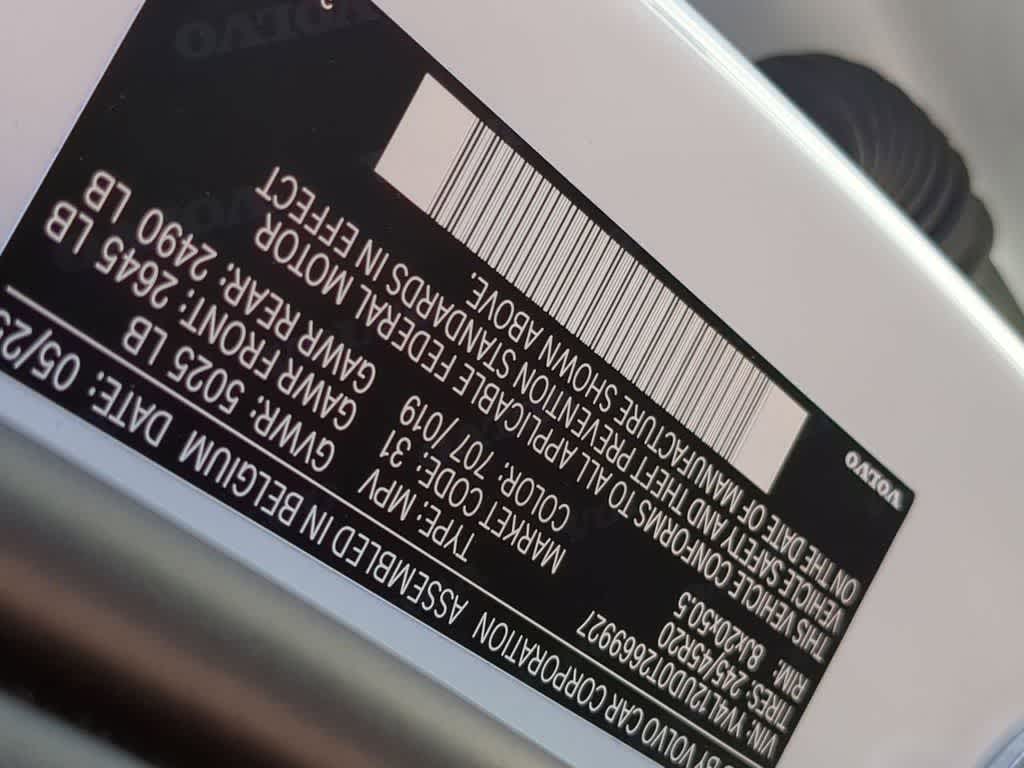 BY VOLVO CAR CORPORATION ASSEMBLED IN BELGIUM DATE: 05/25
VIN: YV4L12UD0T2669927 TYPE: MPV GVWR: 5025 LB
TIRES: 245/45R20 MARKET CODE: 31 GAWR FRONT: 2645 LB
RIM: 8Jx20x50.5 COLOR: 707 /019 GAWR REAR: 2490 LB
THIS VEHICLE CONFORMS TO ALL APPLICABLE FEDERAL MOTOR
VEHICLE SAFETY AND THEFT PREVENTION STANDARDS IN EFFECT
ON THE DATE OF MANUFACTURE SHOWN ABOVE.
VOLVO